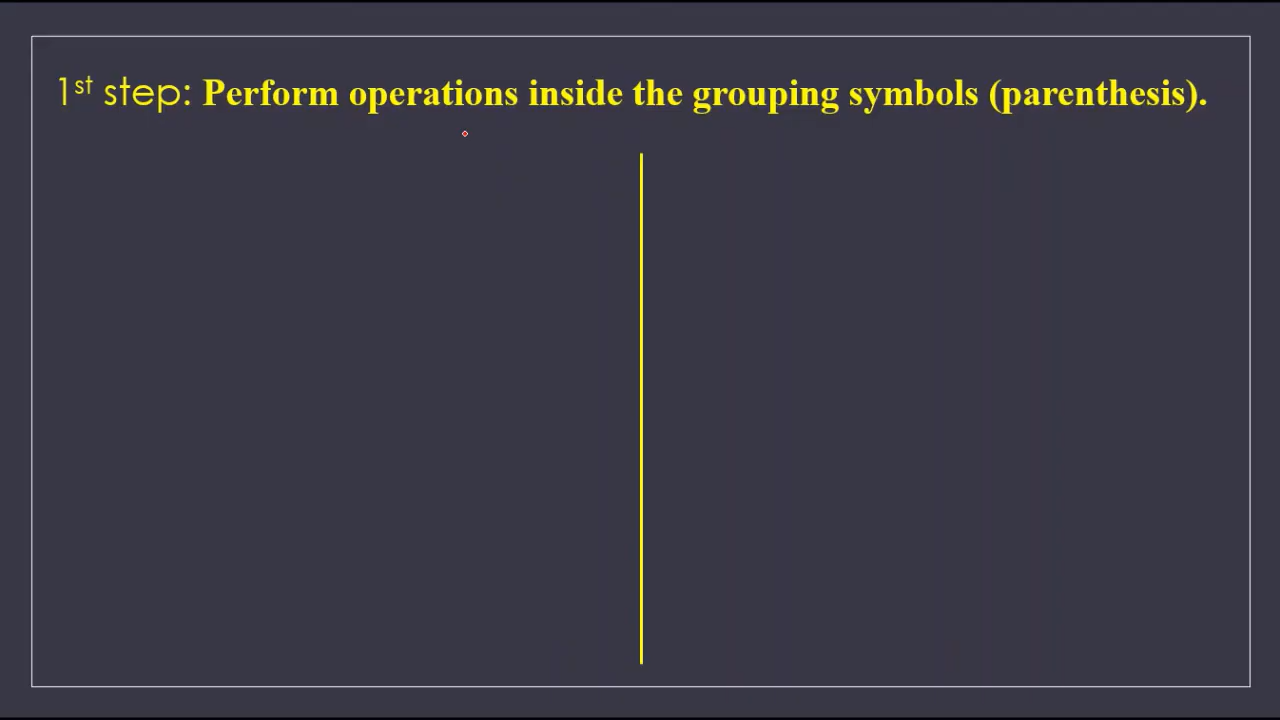 1st step: Perform operations inside the grouping symbols (parenthesis).